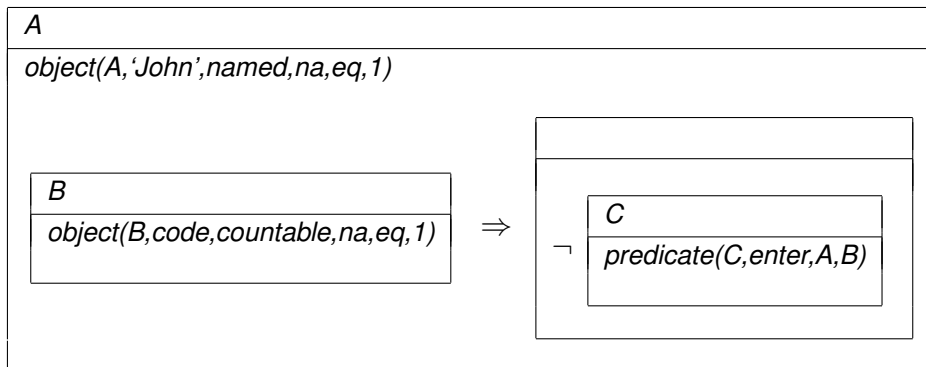 A
object(A,‘John’,named,na,eq,1)
B
object(B,code,countable,na,eq,1)
⇒
¬
C
predicate(C,enter,A,B)